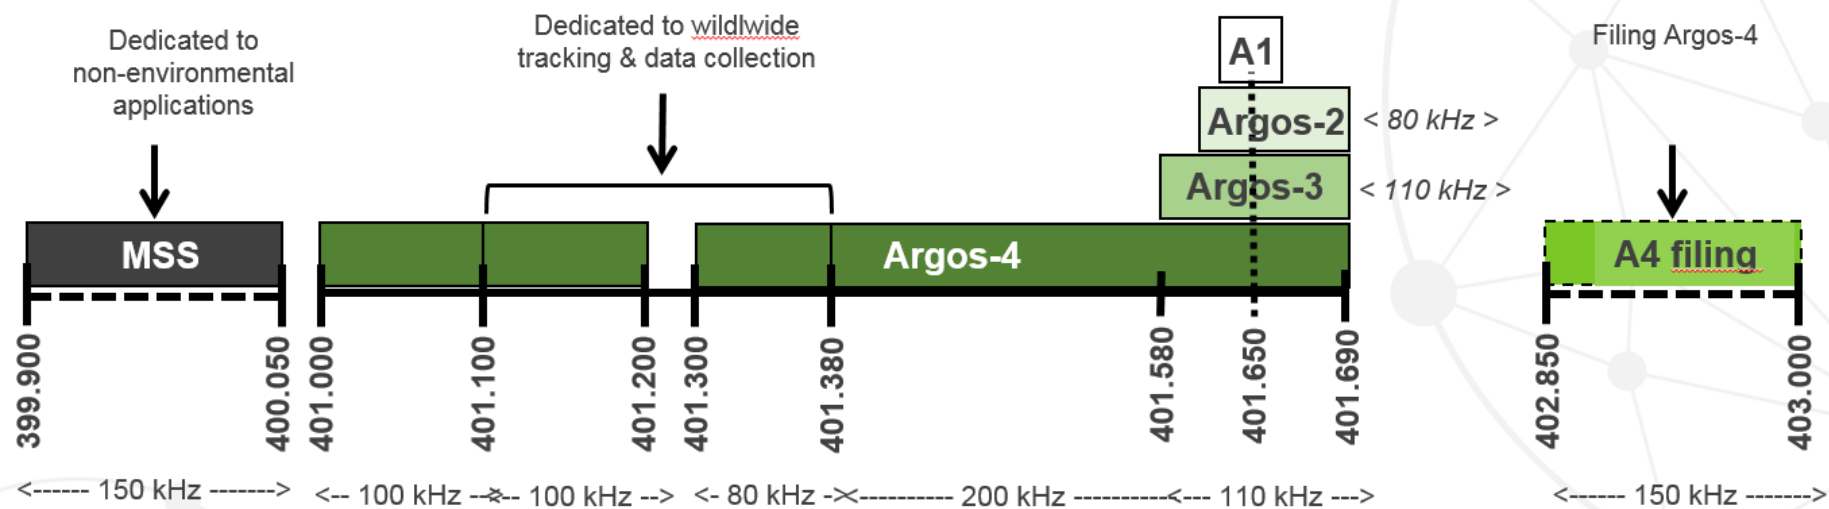 Dedicated to
non-environmental
applications
Dedicated to wildlwide
tracking & data collection
A1
Filing Argos-4
Argos-2
< 80 kHz >
Argos-3
< 110 kHz >
MSS
Argos-4
A4 filing
399.900
400.050
401.000
401.100
401.200
401.300
401.380
401.580
401.650
401.690
402.850
403.000
<------ 150 kHz ------->
<-- 100 kHz -->
<-- 100 kHz -->
<- 80 kHz ->
<---------- 200 kHz ---------->
<--- 110 kHz --->
<------ 150 kHz ------->